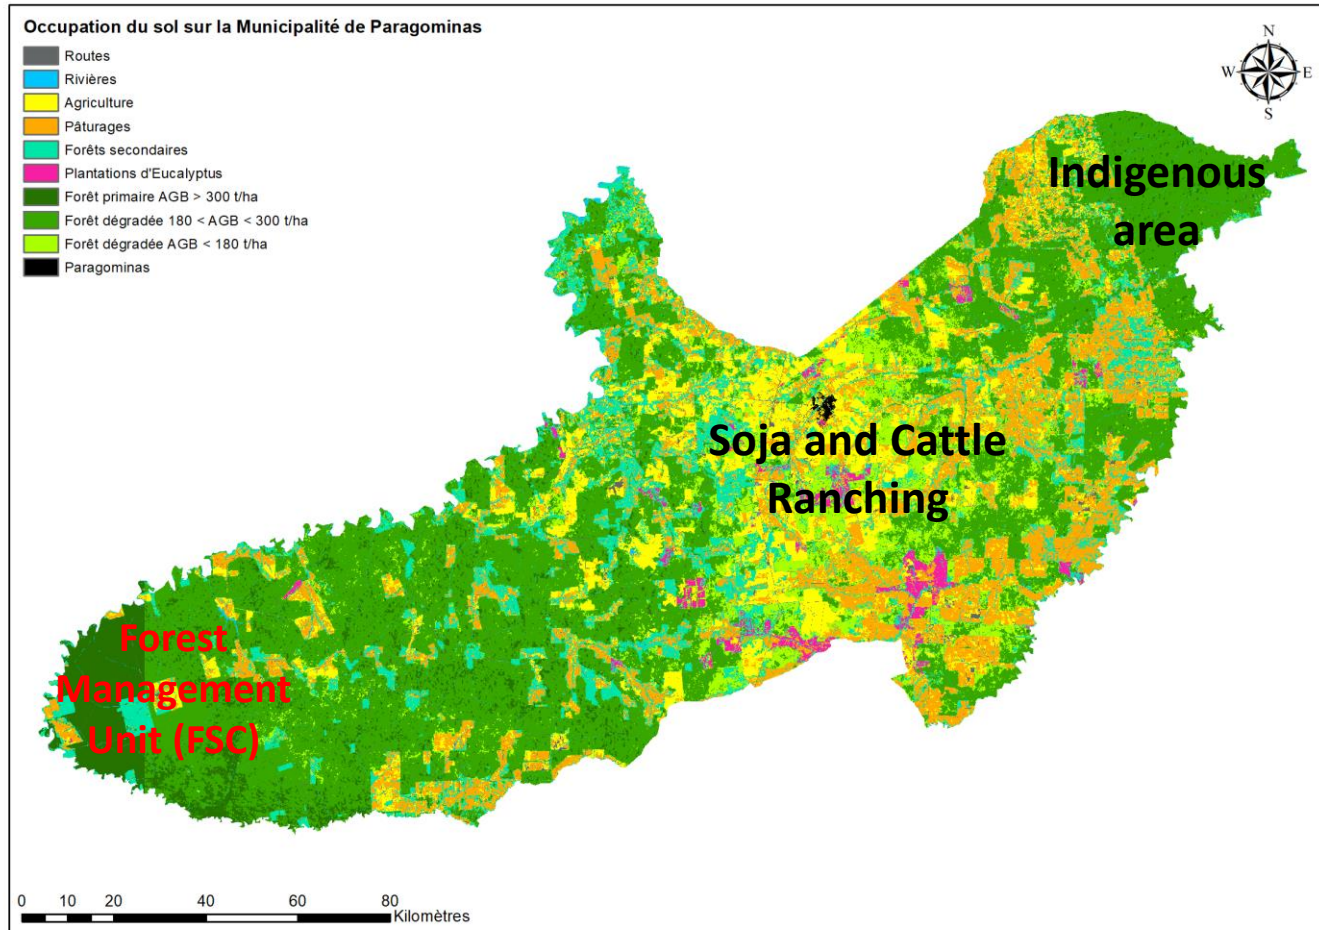 Occupation du sol sur la Municipalité de Paragominas
Routes
Rivières
Agriculture
Pâturages
Forêts secondaires
Plantations d'Eucalyptus
Forêt primaire AGB > 300 t/ha
Forêt dégradée 180 < AGB < 300 t/ha
Forêt dégradée AGB < 180 t/ha
Paragominas
N
W E
S
Indigenous
area
Soja and Cattle
Ranching
Forest
Management
Unit (FSC)
0 10 20 40 60 80
Kilomètres